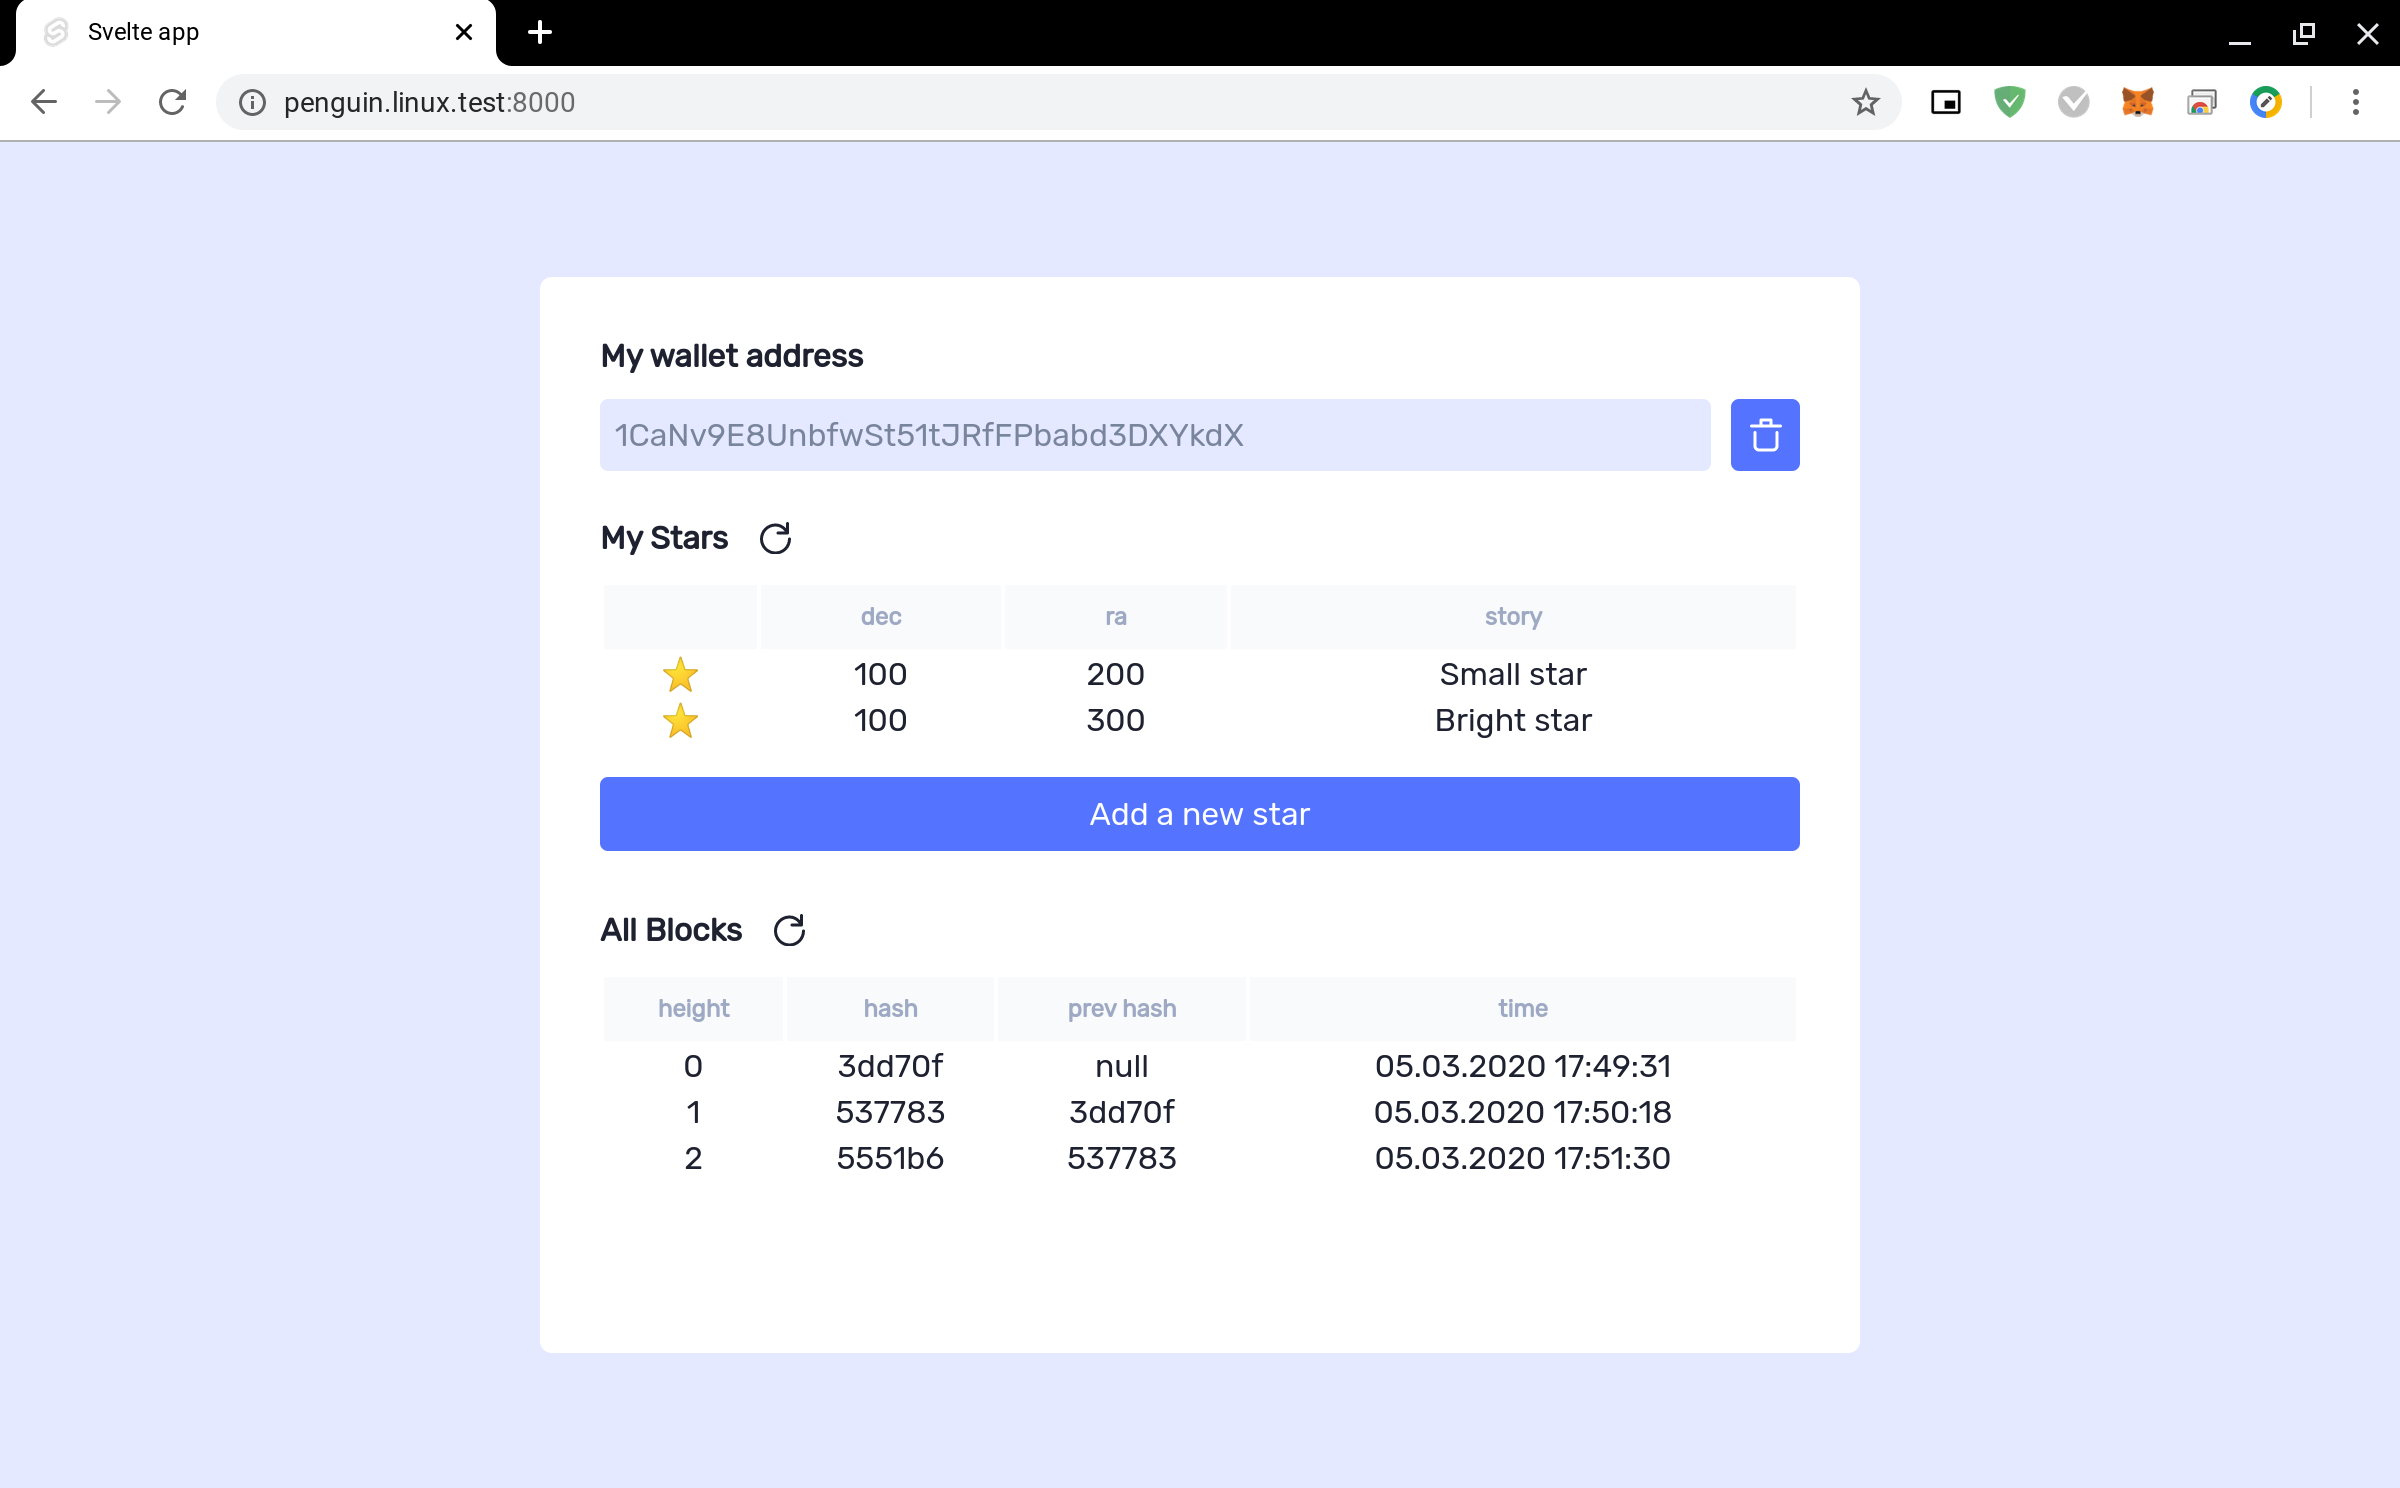 Svelte app
penguin.linux.test:8000
My wallet address
1CaNv9E8UnbfwSt51tJRfFPbabd3DXYkdX
My Stars
dec ra story
100 200 Small star
100 300 Bright star
Add a new star
All Blocks
height hash prev hash time
0 3dd70f null 05.03.2020 17:49:31
1 537783 3dd70f 05.03.2020 17:50:18
2 5551b6 537783 05.03.2020 17:51:30